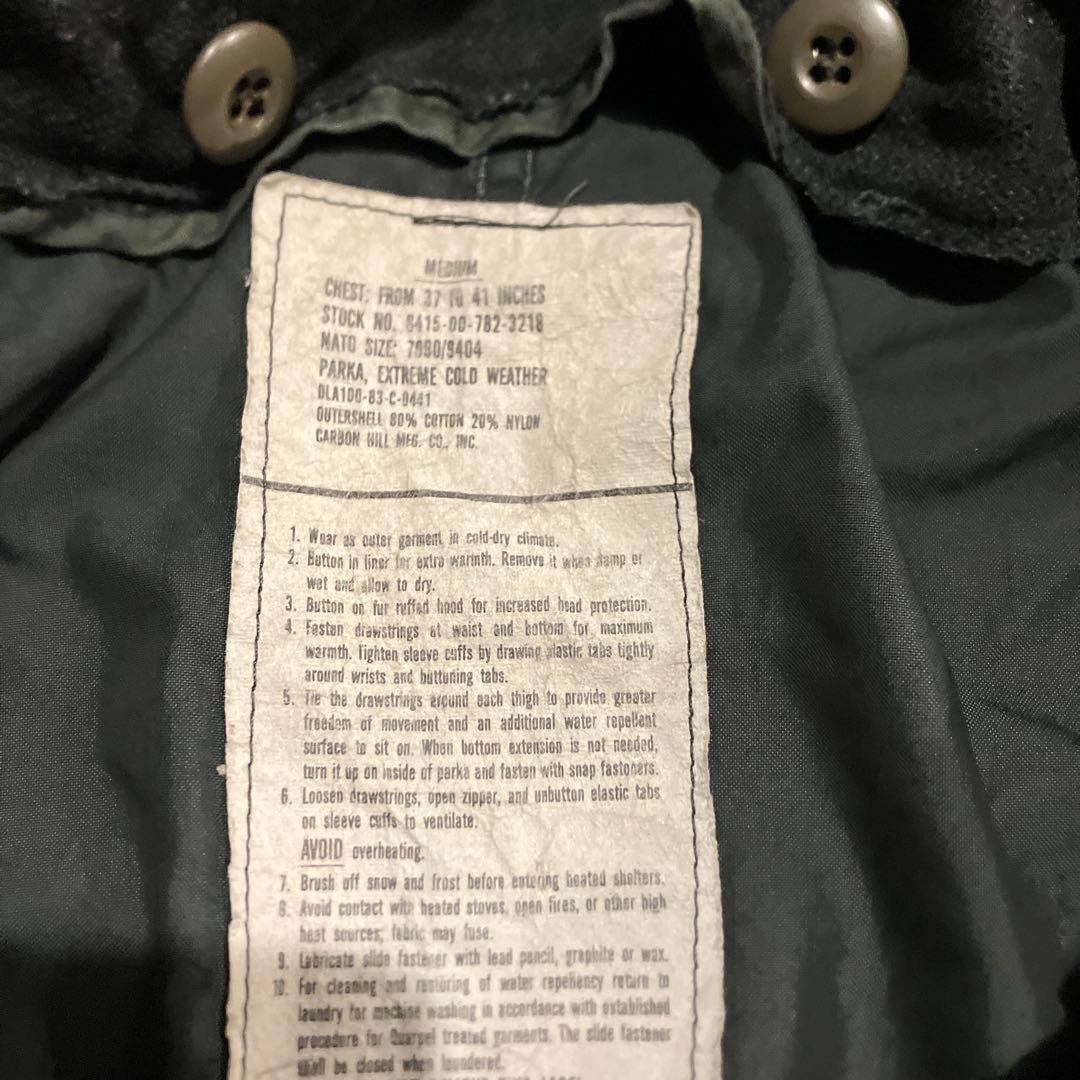 MEDIUM
CHEST: FROM 37 TO 41 INCHES
STOCK NO. 8415-00-782-3218
NATO SIZE: 7080/9404
PARKA, EXTREME COLD WEATHER
DLA100-83-C-0441
OUTERSHELL 80% COTTON 20% NYLON
CARBON HILL MFG. CO., INC.
1. Wear as outer garment in cold-dry climate.
2. Button in liner for extra warmth. Remove it when damp or
wet and allow to dry.
3. Button on fur ruffed hood for increased head protection.
4. Fasten drawstrings at waist and bottom for maximum
warmth. Tighten sleeve cuffs by drawing elastic tabs tightly
around wrists and buttoning tabs.
5. Tie the drawstrings around each thigh to provide greater
freedom of movement and an additional water repellent
surface to sit on. When bottom extension is not needed,
turn it up on inside of parka and fasten with snap fasteners.
6. Loosen drawstrings, open zipper, and unbutton elastic tabs
on sleeve cuffs to ventilate.
AVOID overheating.
7. Brush off snow and frost before entering heated shelters.
8. Avoid contact with heated stoves, open fires, or other high
heat sources; fabric may fuse.
9. Lubricate slide fastener with lead pencil, graphite or wax.
10. For cleaning and restoring of water repellency return to
laundry for machine washing in accordance with established
procedure for Quarpel treated garments. The slide fastener
shall be closed when laundered.